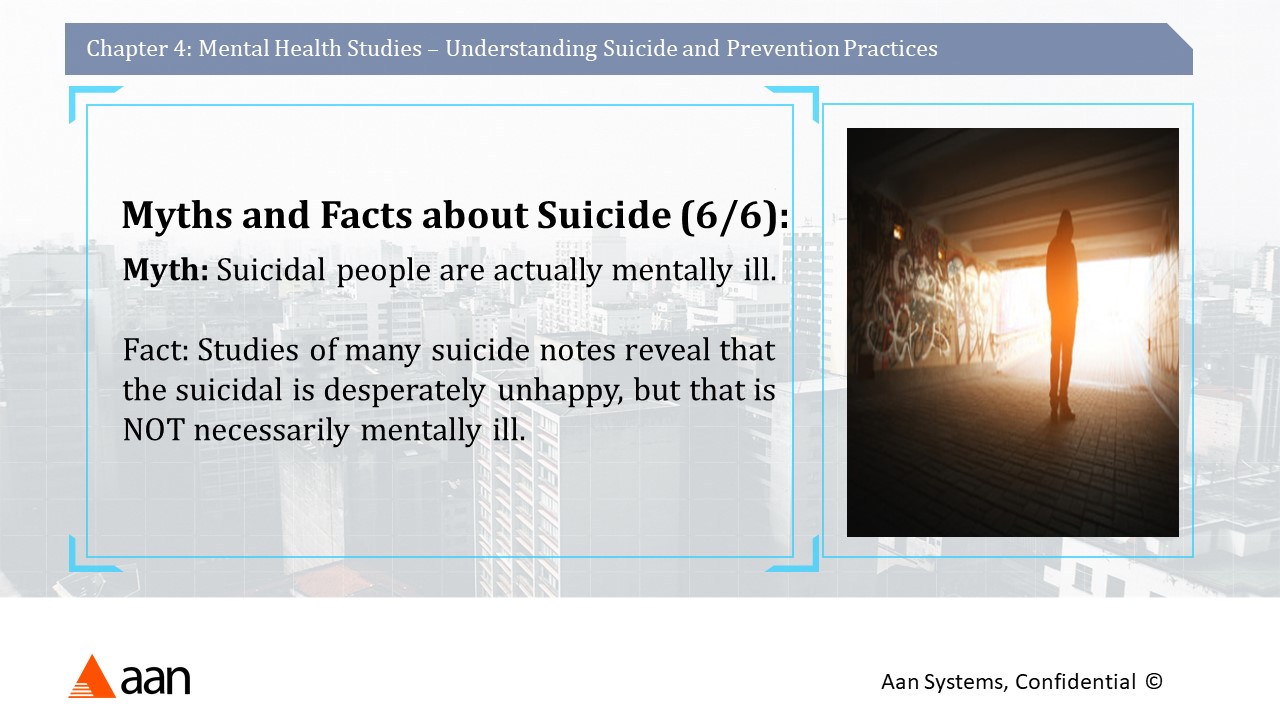 Chapter 4: Mental Health Studies – Understanding Suicide and Prevention Practices
Myths and Facts about Suicide (6/6):
Myth: Suicidal people are actually mentally ill.
Fact: Studies of many suicide notes reveal that
the suicidal is desperately unhappy, but that is
NOT necessarily mentally ill.
aan
Aan Systems, Confidential ©